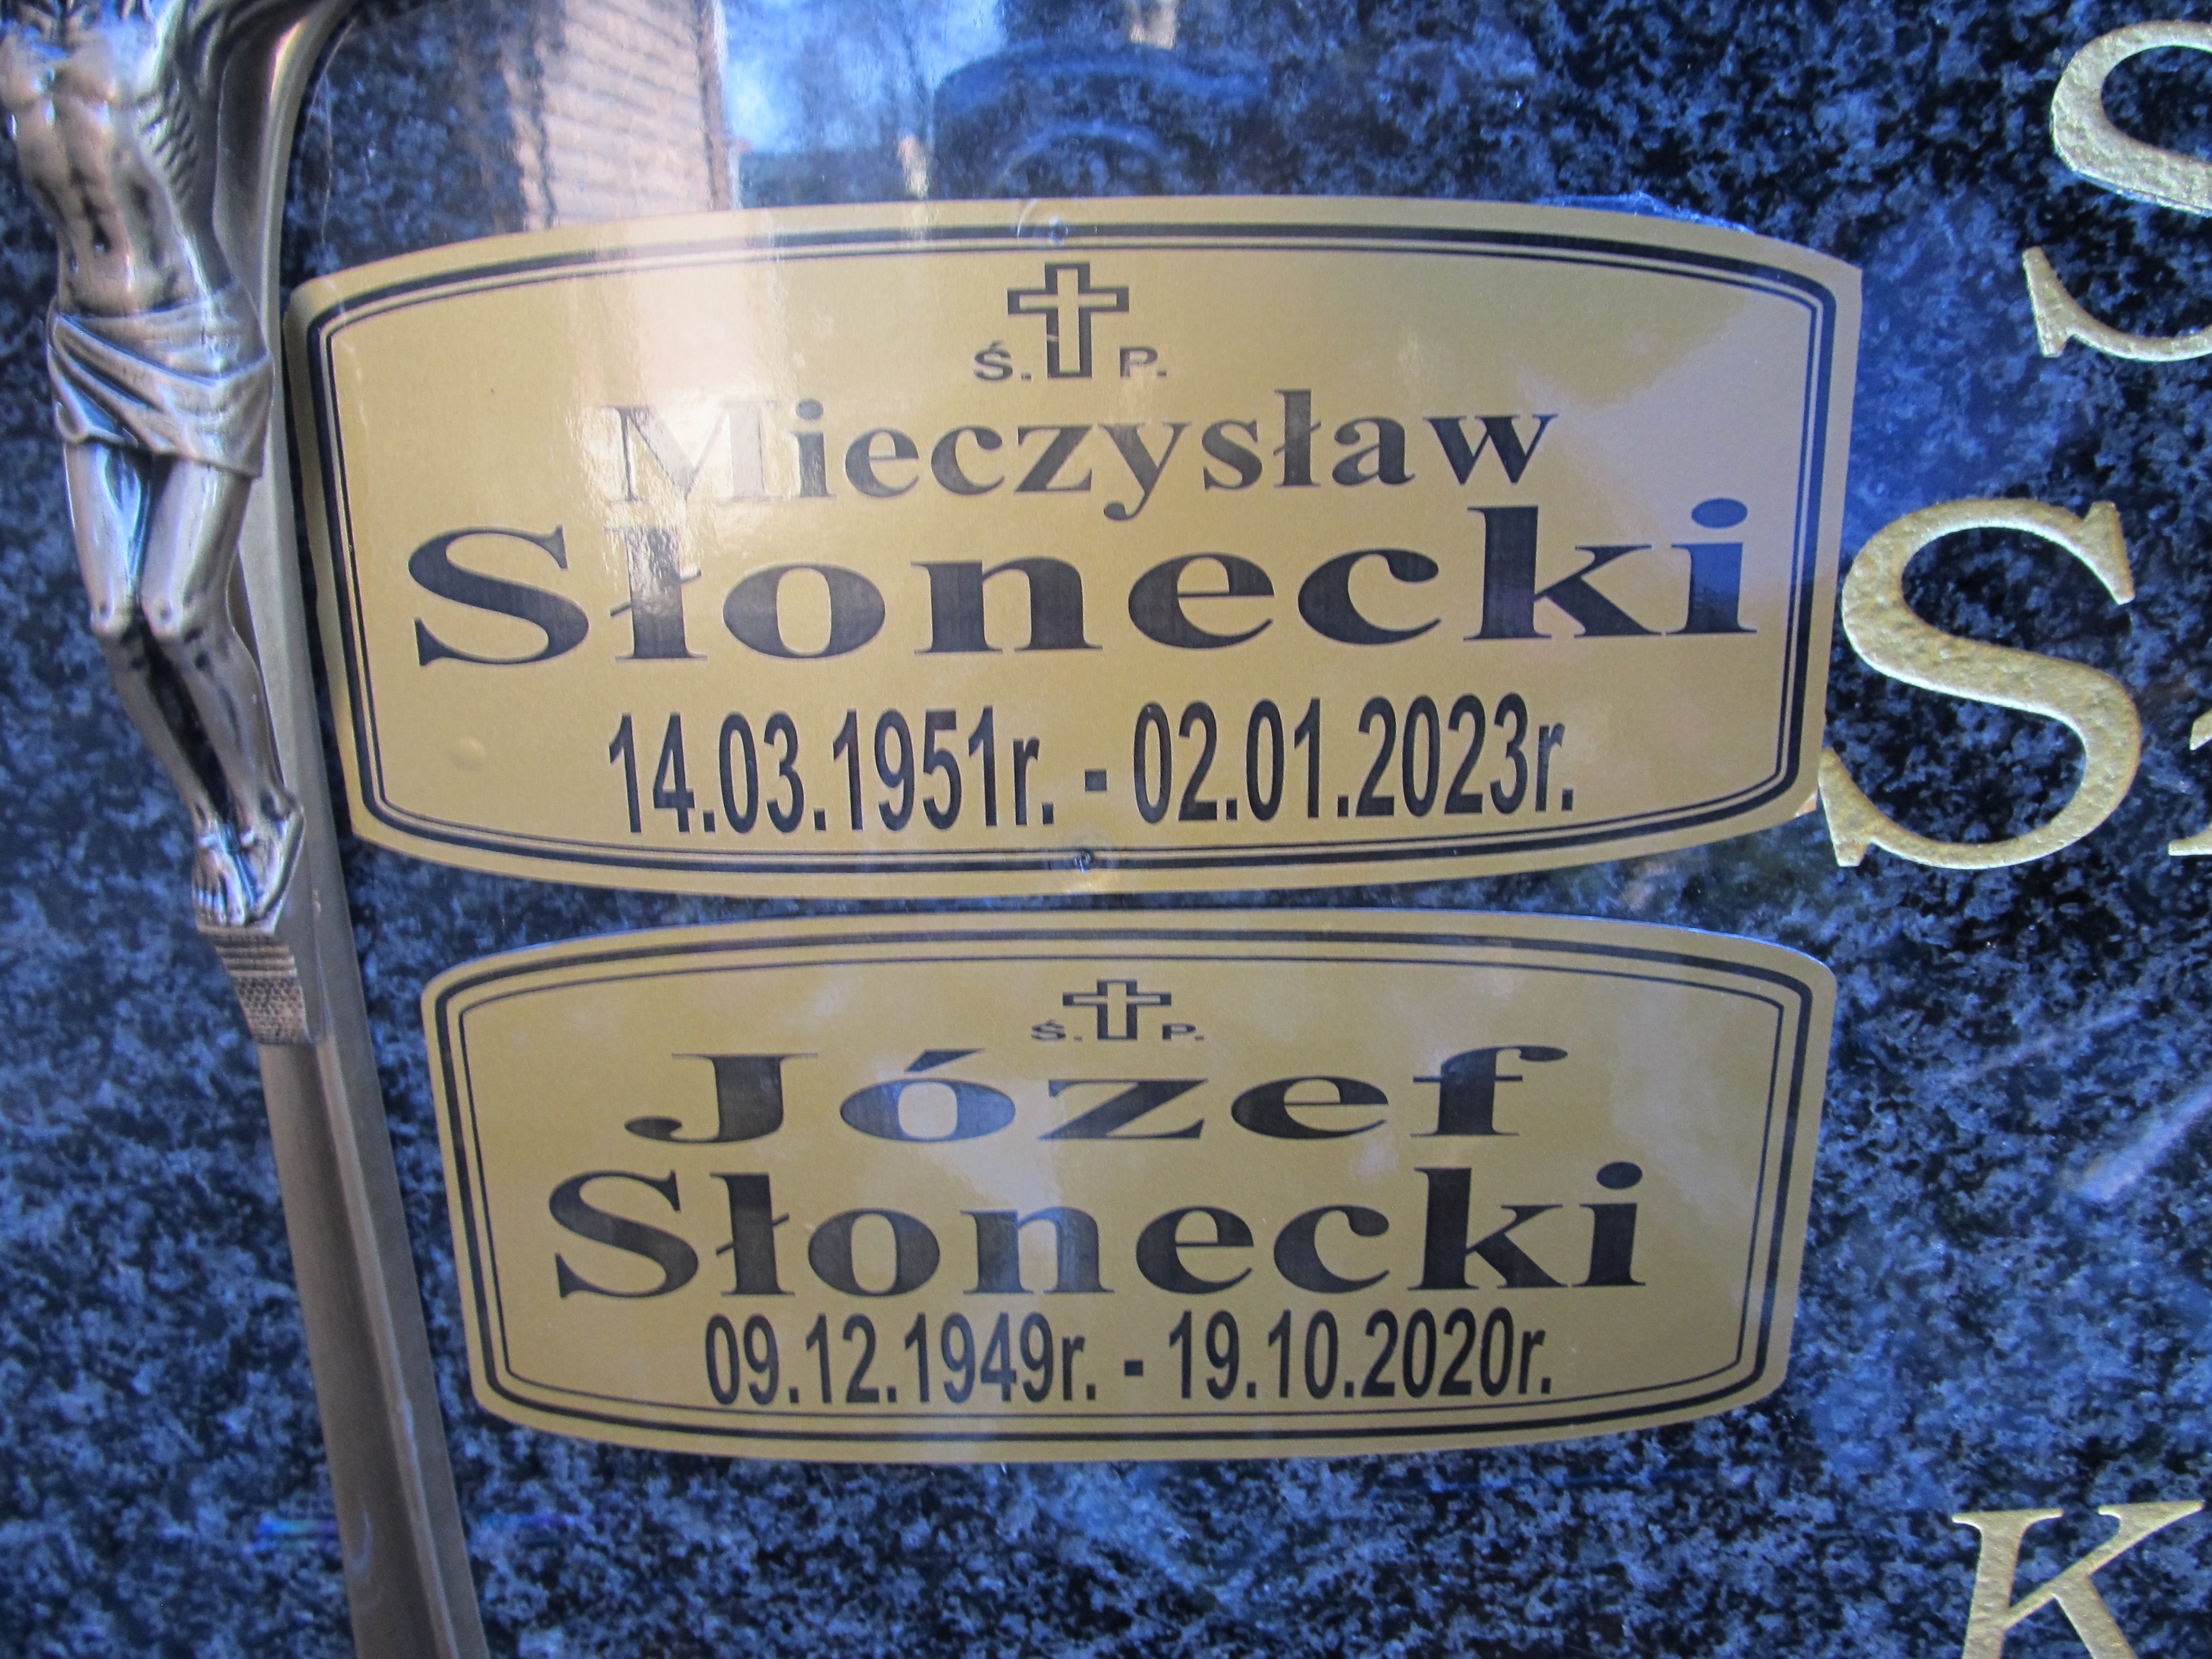 Ś. P.
Mieczysław
Słonecki
14.03.1951r. - 02.01.2023r.
Ś. P.
Józef
Słonecki
09.12.1949r. - 19.10.2020r.
S
S
K